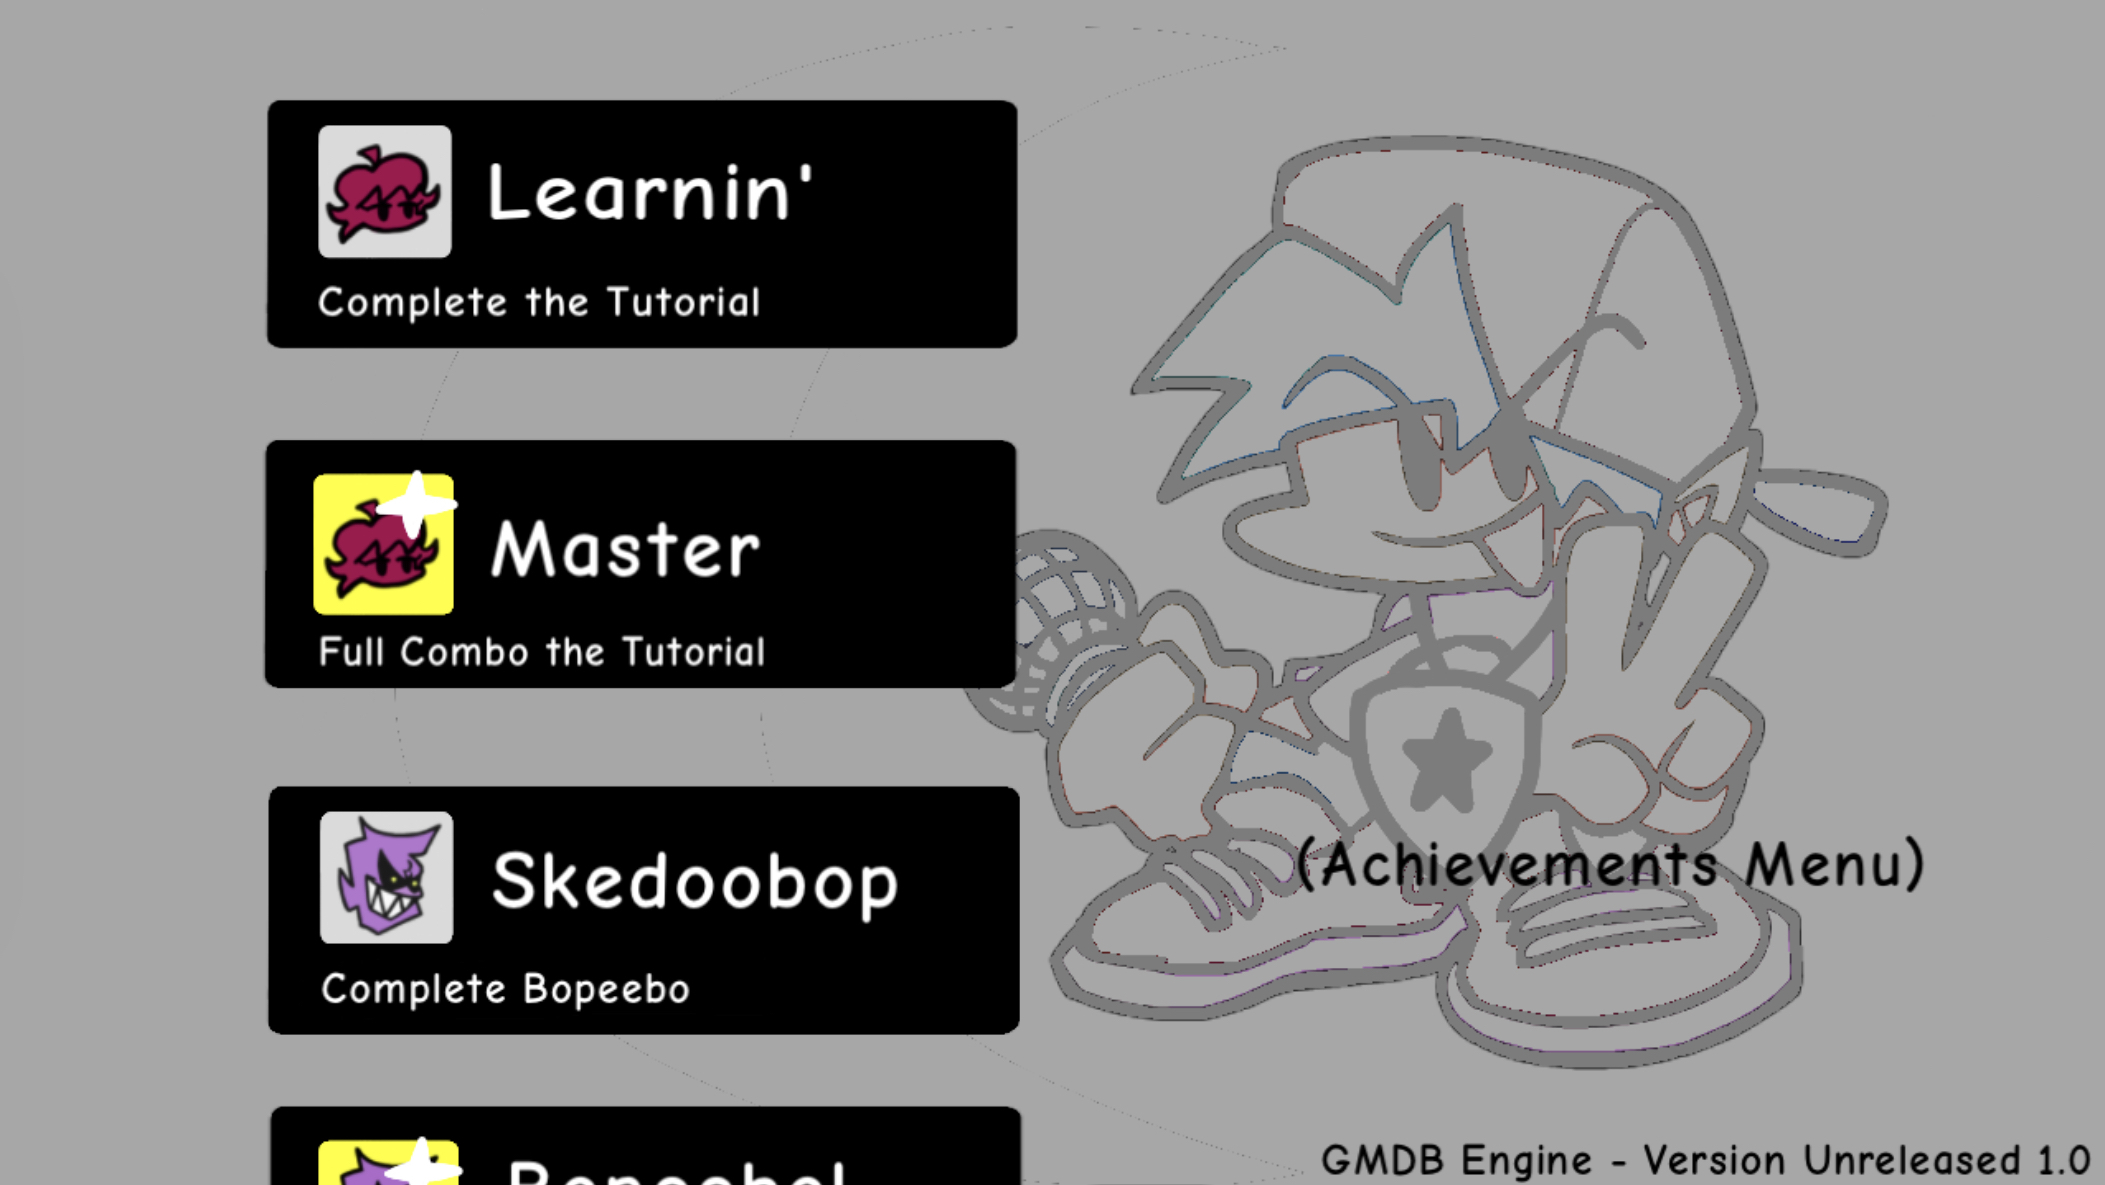 Learnin'
Complete the Tutorial
Master
Full Combo the Tutorial
Skedoobop
Complete Bopeebo
(Achievements Menu)
GMDB Engine - Version Unreleased 1.0